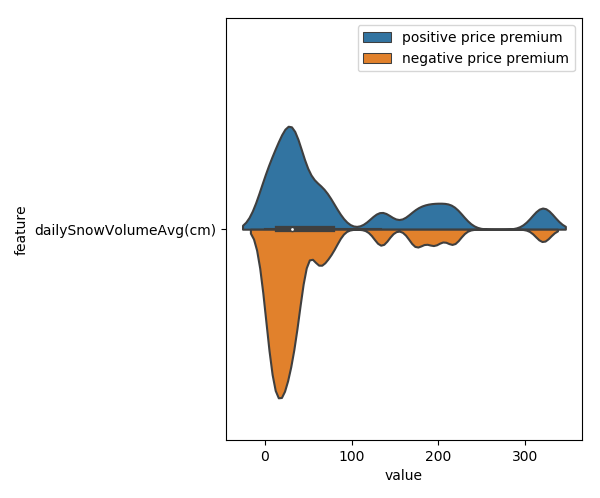 positive price premium
negative price premium
feature
dailySnowVolumeAvg(cm)
0 100 200 300
value